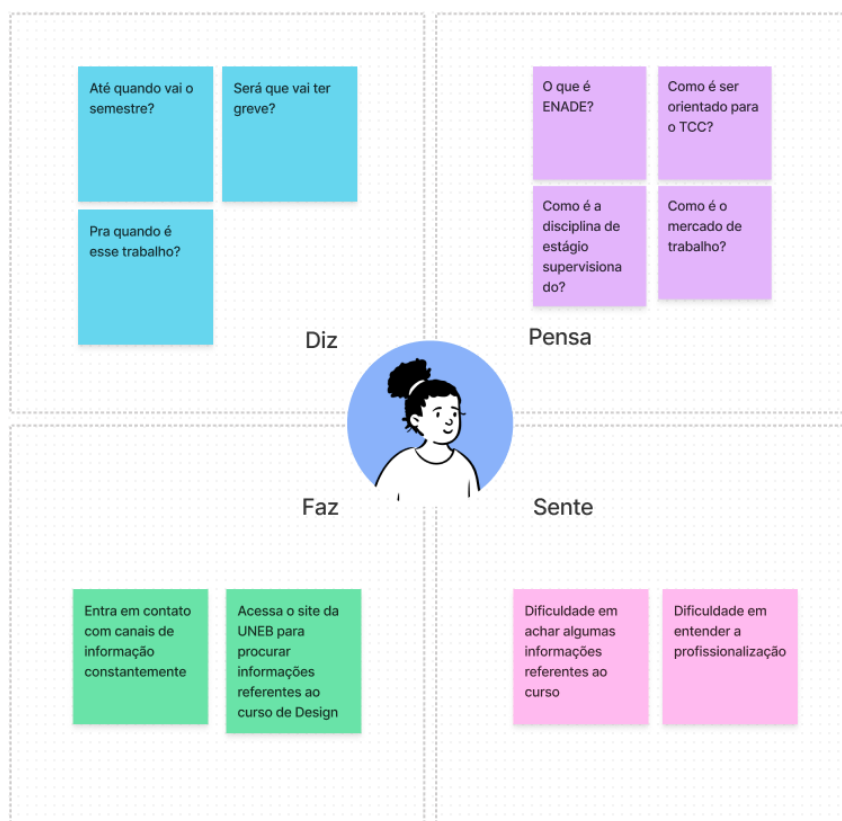 Até quando vai o
semestre?
Será que vai ter
greve?
Pra quando é
esse trabalho?
Diz
O que é
ENADE?
Como é ser
orientado para
o TCC?
Como é a
disciplina de
estágio
supervisiona
do?
Como é o
mercado de
trabalho?
Pensa
Faz
Entra em contato
com canais de
informação
constantemente
Acessa o site da
UNEB para
procurar
informações
referentes ao
curso de Design
Sente
Dificuldade em
achar algumas
informações
referentes ao
curso
Dificuldade em
entender a
profissionalização